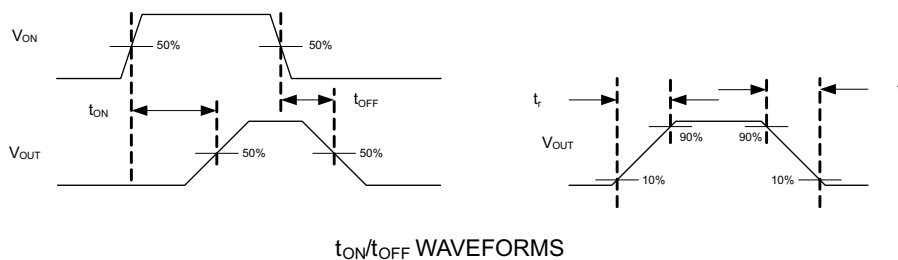 VON
50%
50%
tON
tOFF
VOUT
50%
50%
tr
VOUT
90%
90%
10%
10%
tON/tOFF WAVEFORMS